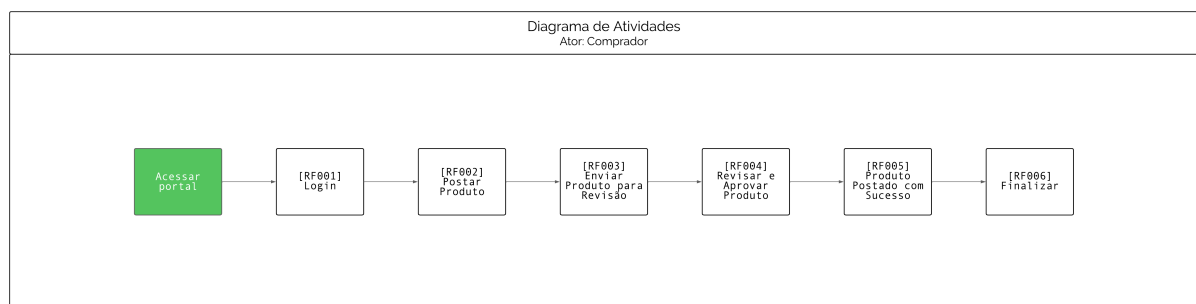 Diagrama de Atividades
Ator: Comprador
Acessar
portal
[RF001]
Login
[RF002]
Postar
Produto
[RF003]
Enviar
Produto para
Revisão
[RF004]
Revisar e
Aprovar
Produto
[RF005]
Produto
Postado com
Sucesso
[RF006]
Finalizar